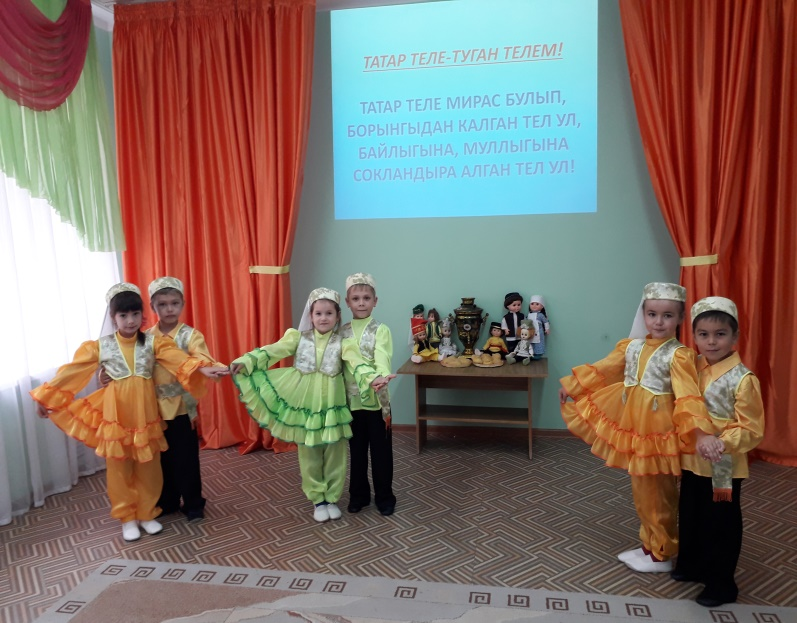 ТАТАР ТЕЛЕ-ТУГАН ТЕЛЕМ!
ТАТАР ТЕЛЕ МИРАС БУЛЫП,
БОРЫНГЫДАН КАЛГАН ТЕЛ УЛ,
БАЙЛЫГЫНА, МУЛЛЫГЫНА
СОКЛАНДЫРА АЛГАН ТЕЛ УЛ!